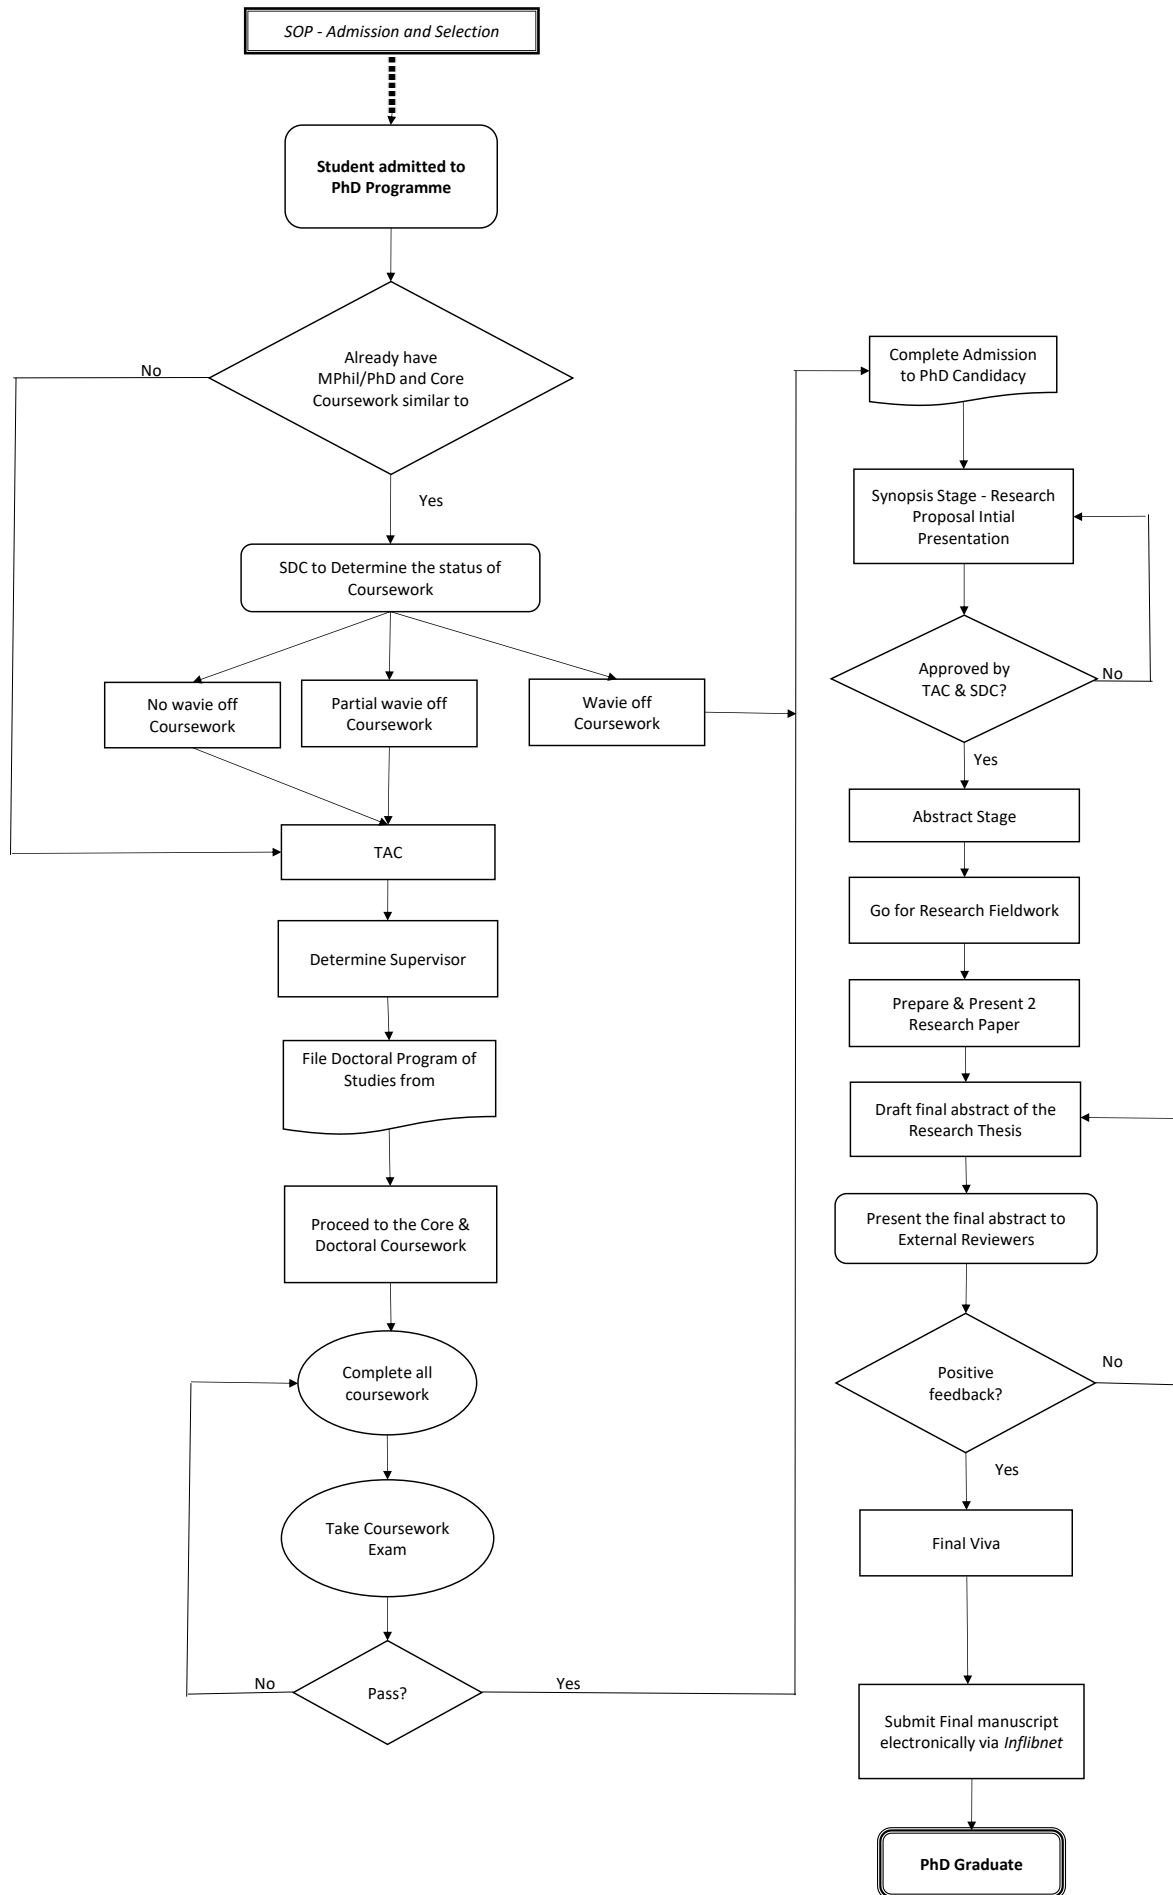 SOP - Admission and Selection
Student admitted to
PhD Programme
Already have
MPhil/PhD and Core
Coursework similar to
No
Yes
SDC to Determine the status of
Coursework
No wavie off
Coursework
Partial wavie off
Coursework
Wavie off
Coursework
TAC
Determine Supervisor
File Doctoral Program of
Studies from
Proceed to the Core &
Doctoral Coursework
Complete all
coursework
Take Coursework
Exam
Pass?
No
Yes
Complete Admission
to PhD Candidacy
Synopsis Stage - Research
Proposal Intial
Presentation
Approved by
TAC & SDC?
No
Yes
Abstract Stage
Go for Research Fieldwork
Prepare & Present 2
Research Paper
Draft final abstract of the
Research Thesis
Present the final abstract to
External Reviewers
Positive
feedback?
No
Yes
Final Viva
Submit Final manuscript
electronically via Inflibnet
PhD Graduate